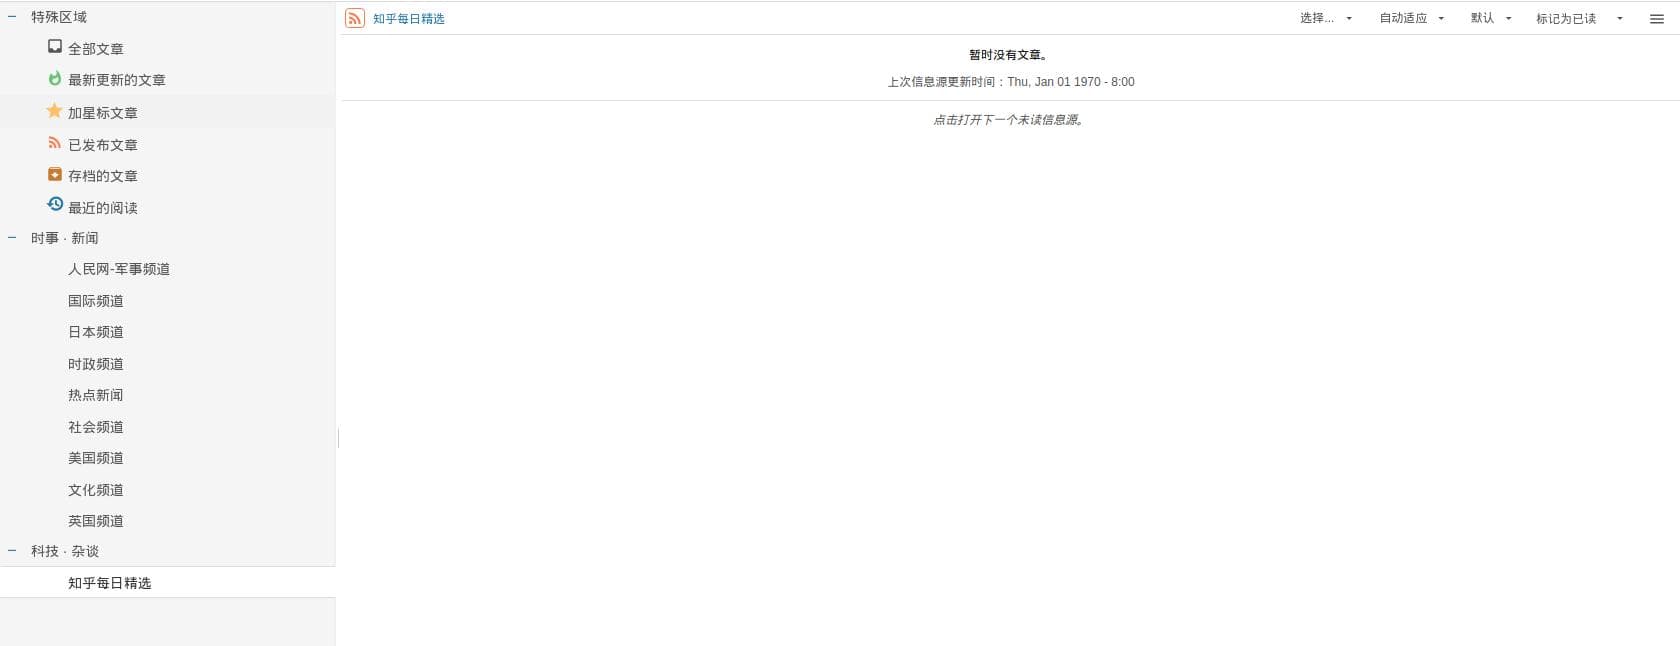 特殊区域
全部文章
最新更新的文章
加星标文章
已发布文章
存档的文章
最近的阅读
时事 · 新闻
人民网-军事频道
国际频道
日本频道
时政频道
热点新闻
社会频道
美国频道
文化频道
英国频道
科技 · 杂谈
知乎每日精选
知乎每日精选 选择... 自动适应 默认 标记为已读
暂时没有文章。
上次信息源更新时间：Thu, Jan 01 1970 - 8:00
点击打开下一个未读信息源。